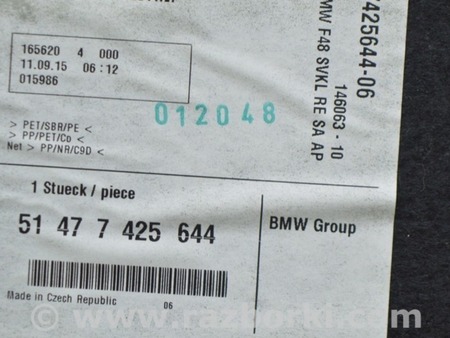 165620 4 000
11.09.15 06:12
015986
012048
> PET/SBR/PE <
> PP/PET/Co <
Net > PP/NR/C9D <
1 Stueck / piece
51 47 7 425 644
Made in Czech Republic 06
BMW Group
425644-06
146063 - 10
MW F48 SVKL RE SA AP
© www.razborki.com